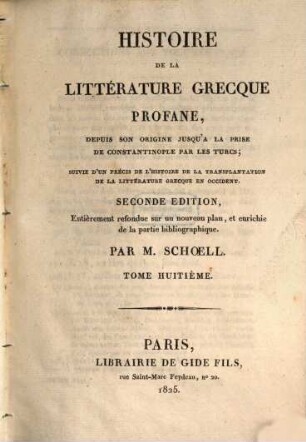 HISTOIRE
DE LA
LITTÉRATURE GRECQUE
PROFANE,
DEPUIS SON ORIGINE JUSQU'A LA PRISE
DE CONSTANTINOPLE PAR LES TURCS;
SUIVIE D'UN PRÉCIS DE L'HISTOIRE DE LA TRANSPLANTATION
DE LA LITTÉRATURE GRECQUE EN OCCIDENT.
SECONDE EDITION,
Entièrement refondue sur un nouveau plan, et enrichie
de la partie bibliographique.
PAR M. SCHŒLL.
TOME HUITIÈME.
PARIS,
LIBRAIRIE DE GIDE FILS,
rue Saint-Marc Feydeau, nº 20.
1825.